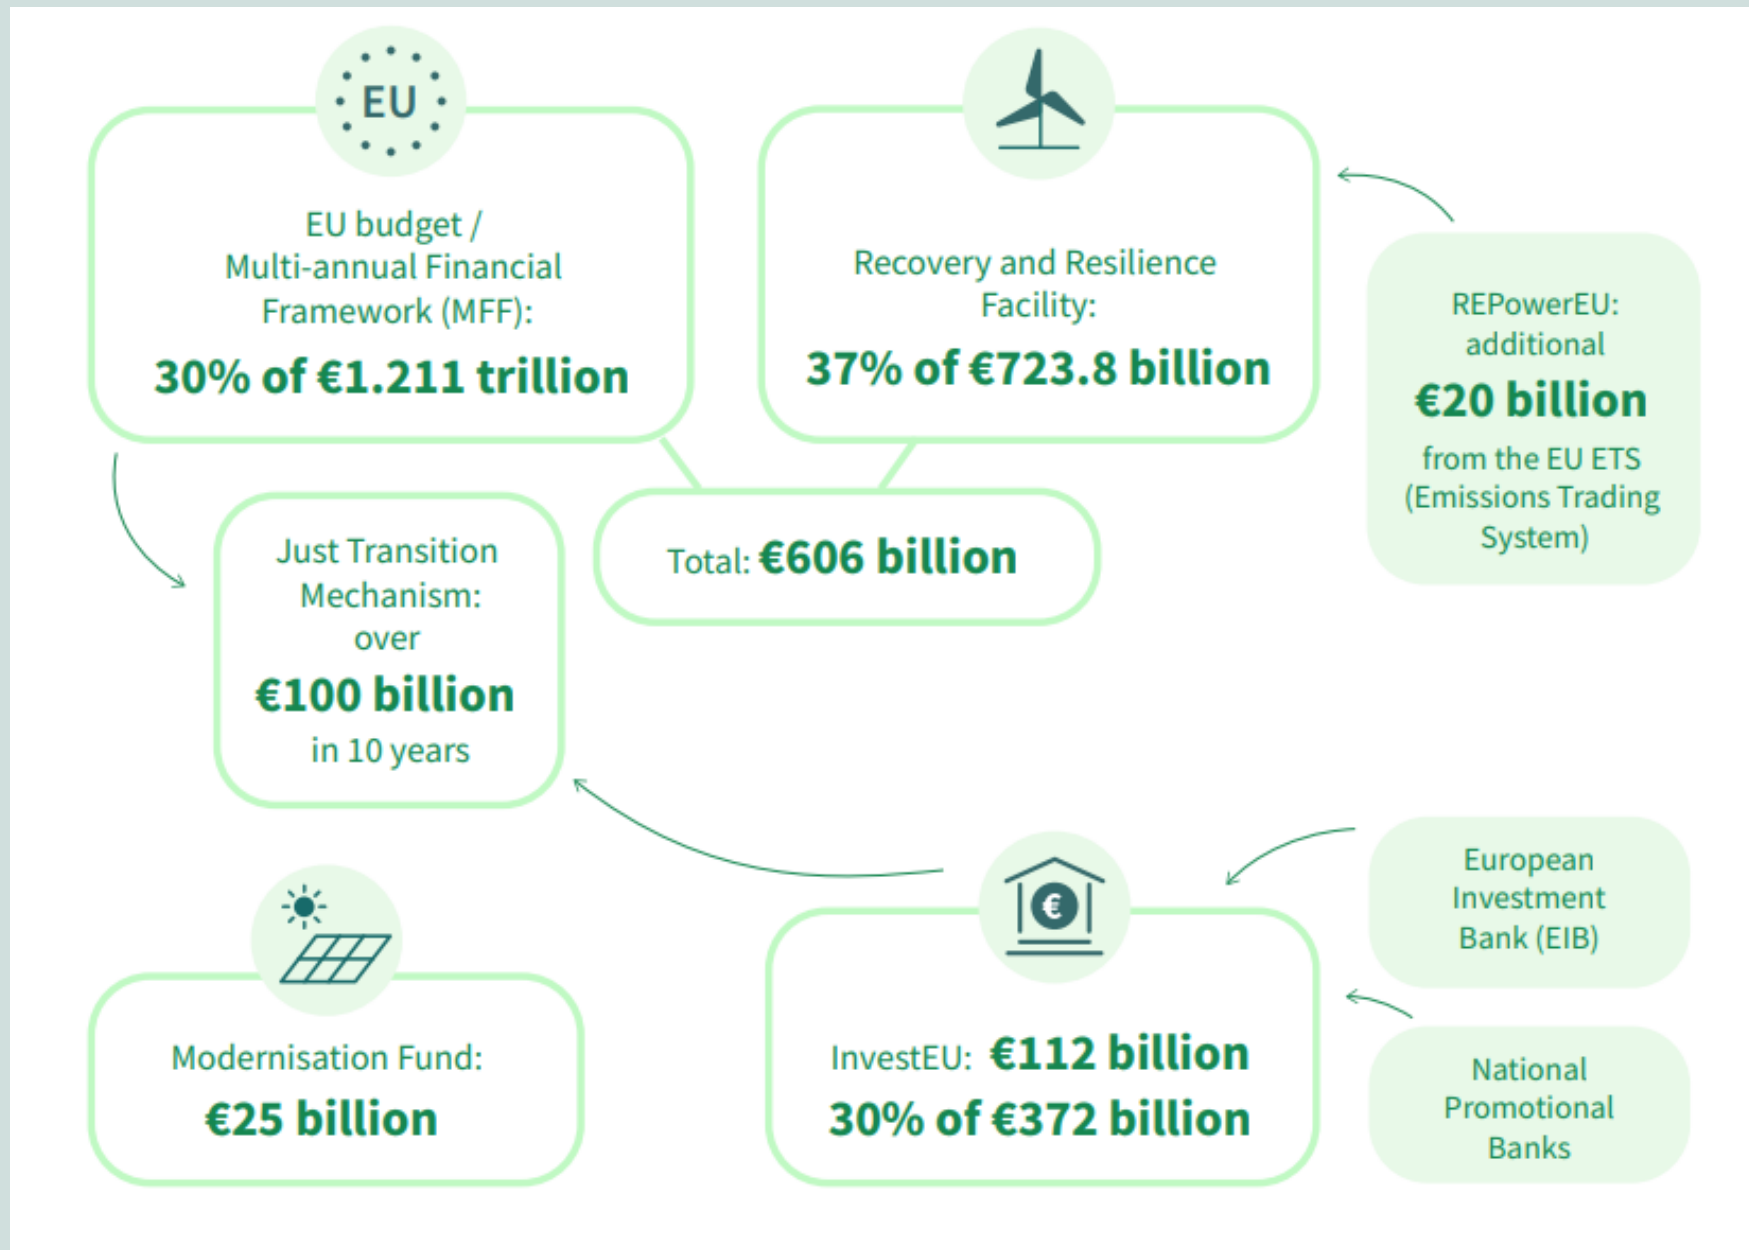 EU
EU budget /
Multi-annual Financial
Framework (MFF):
30% of €1.211 trillion
Recovery and Resilience
Facility:
37% of €723.8 billion
REPowerEU:
additional
€20 billion
from the EU ETS
(Emissions Trading
System)
Total: €606 billion
Just Transition
Mechanism:
over
€100 billion
in 10 years
Modernisation Fund:
€25 billion
€
InvestEU: €112 billion
30% of €372 billion
European
Investment
Bank (EIB)
National
Promotional
Banks